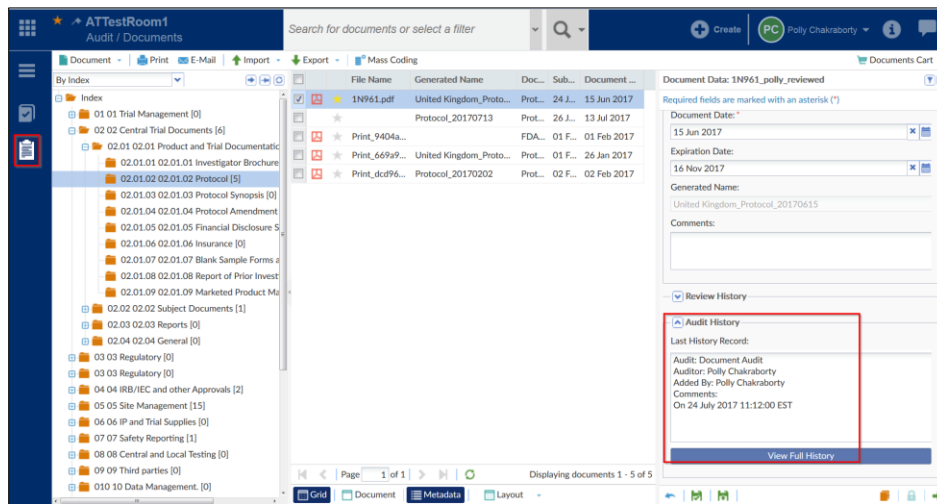 ATTestRoom1
Audit / Documents
Search for documents or select a filter
Create
PC
Polly Chakraborty
Document
Print
E-Mail
Import
Export
Mass Coding
Documents Cart
By Index
Index
01 01 Trial Management [0]
02 02 Central Trial Documents [6]
02.01 02.01 Product and Trial Documentatic
02.01.01 02.01.01 Investigator Brochure
02.01.02 02.01.02 Protocol [5]
02.01.03 02.01.03 Protocol Synopsis [0]
02.01.04 02.01.04 Protocol Amendment
02.01.05 02.01.05 Financial Disclosure S
02.01.06 02.01.06 Insurance [0]
02.01.07 02.01.07 Blank Sample Forms a
02.01.08 02.01.08 Report of Prior Invest
02.01.09 02.01.09 Marketed Product Ma
02.02 02.02 Subject Documents [1]
02.03 02.03 Reports [0]
02.04 02.04 General [0]
03 03 Regulatory [0]
03 03 Regulatory [0]
04 04 IRB/IEC and other Approvals [2]
05 05 Site Management [15]
06 06 IP and Trial Supplies [0]
07 07 Safety Reporting [1]
08 08 Central and Local Testing [0]
09 09 Third parties [0]
010 10 Data Management. [0]
File Name Generated Name Doc... Sub... Document ...
1N961.pdf United Kingdom_Proto... Prot... 24 J... 15 Jun 2017
Protocol_20170713 Prot... 26 J... 13 Jul 2017
Print_9404a... FDA... 01 F... 01 Feb 2017
Print_669a9... United Kingdom_Proto... Prot... 01 F... 26 Jan 2017
Print_dcd96... Protocol_20170202 Prot... 02 F... 02 Feb 2017
Page 1 of 1
Displaying documents 1 - 5 of 5
Grid
Document
Metadata
Layout
Document Data: 1N961_polly_reviewed
Required fields are marked with an asterisk (*)
Document Date: *
15 Jun 2017
Expiration Date:
16 Nov 2017
Generated Name:
United Kingdom_Protocol_20170615
Comments:
Review History
Audit History
Last History Record:
Audit: Document Audit
Auditor: Polly Chakraborty
Added By: Polly Chakraborty
Comments:
On 24 July 2017 11:12:00 EST
View Full History